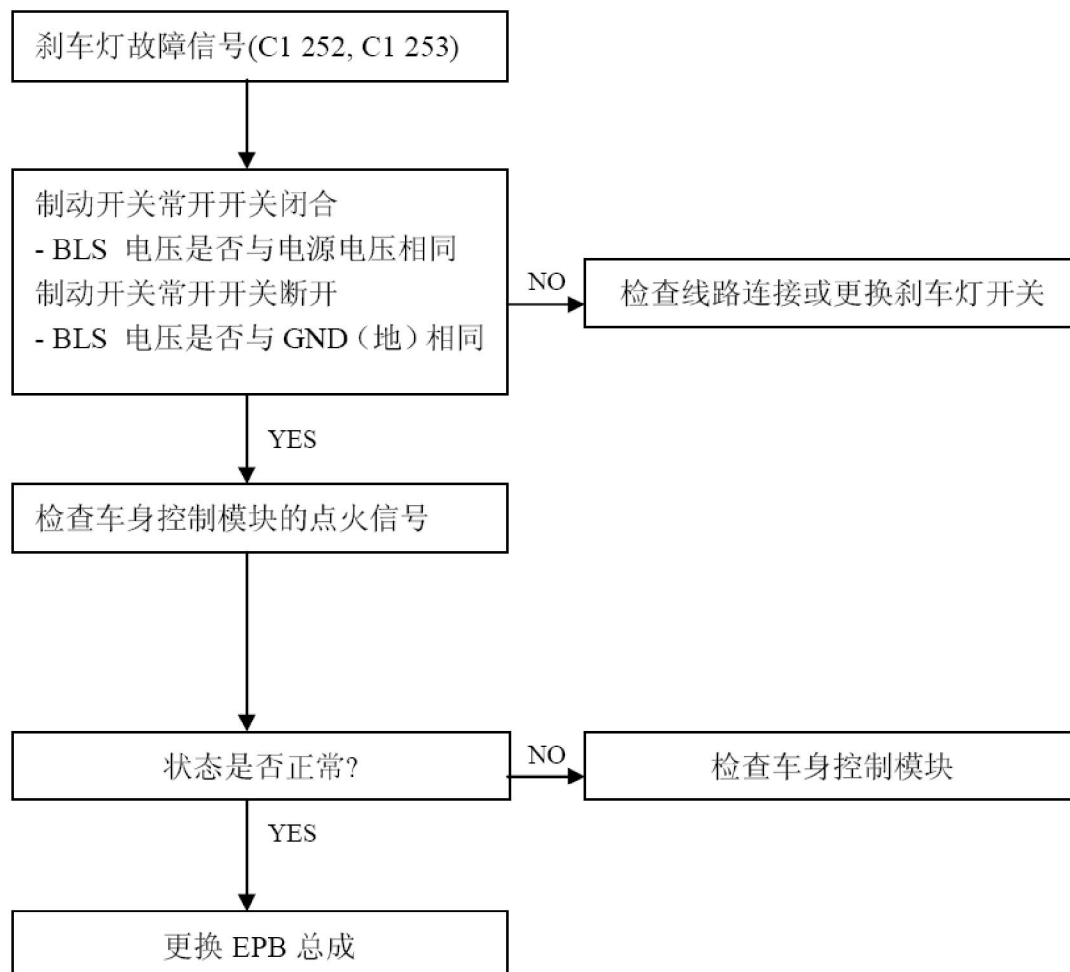 刹车灯故障信号(C1 252, C1 253)
制动开关常开开关闭合
- BLS 电压是否与电源电压相同
制动开关常开开关断开
- BLS 电压是否与 GND（地）相同
NO
检查线路连接或更换刹车灯开关
YES
检查车身控制模块的点火信号
状态是否正常?
NO
检查车身控制模块
YES
更换 EPB 总成